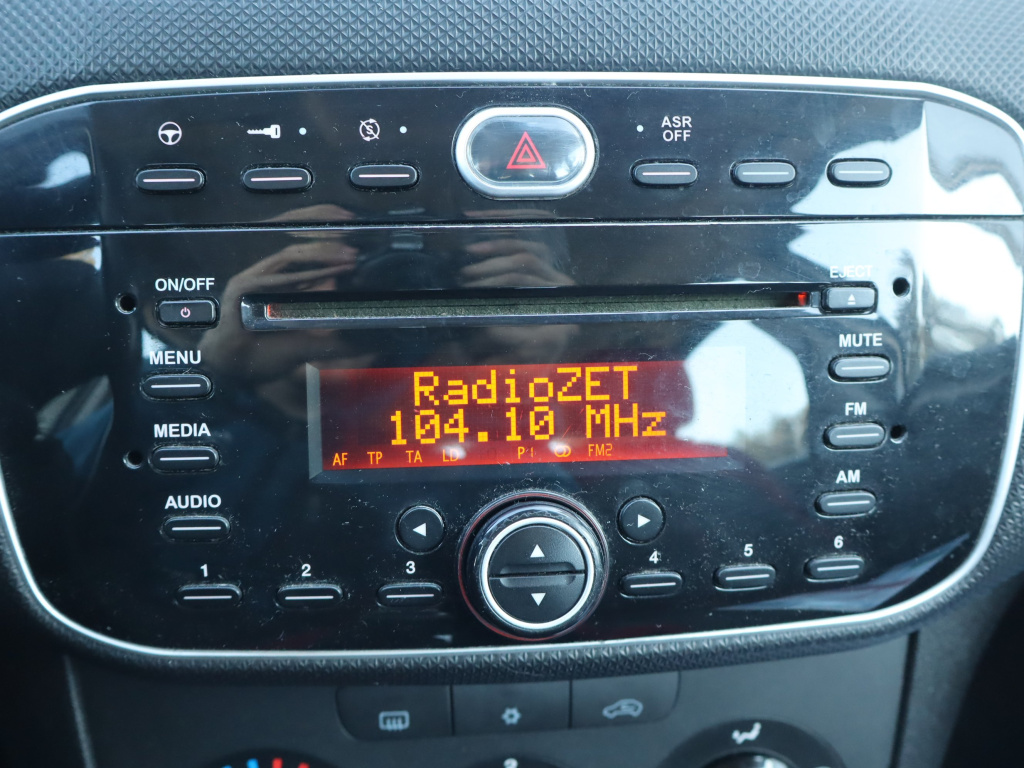 ASR
OFF
ON/OFF
EJECT
MENU
MUTE
RadioZET
104.10 MHz
MEDIA
FM
AF TP TA LD P1 FM2
AUDIO
AM
1 2 3 4 5 6